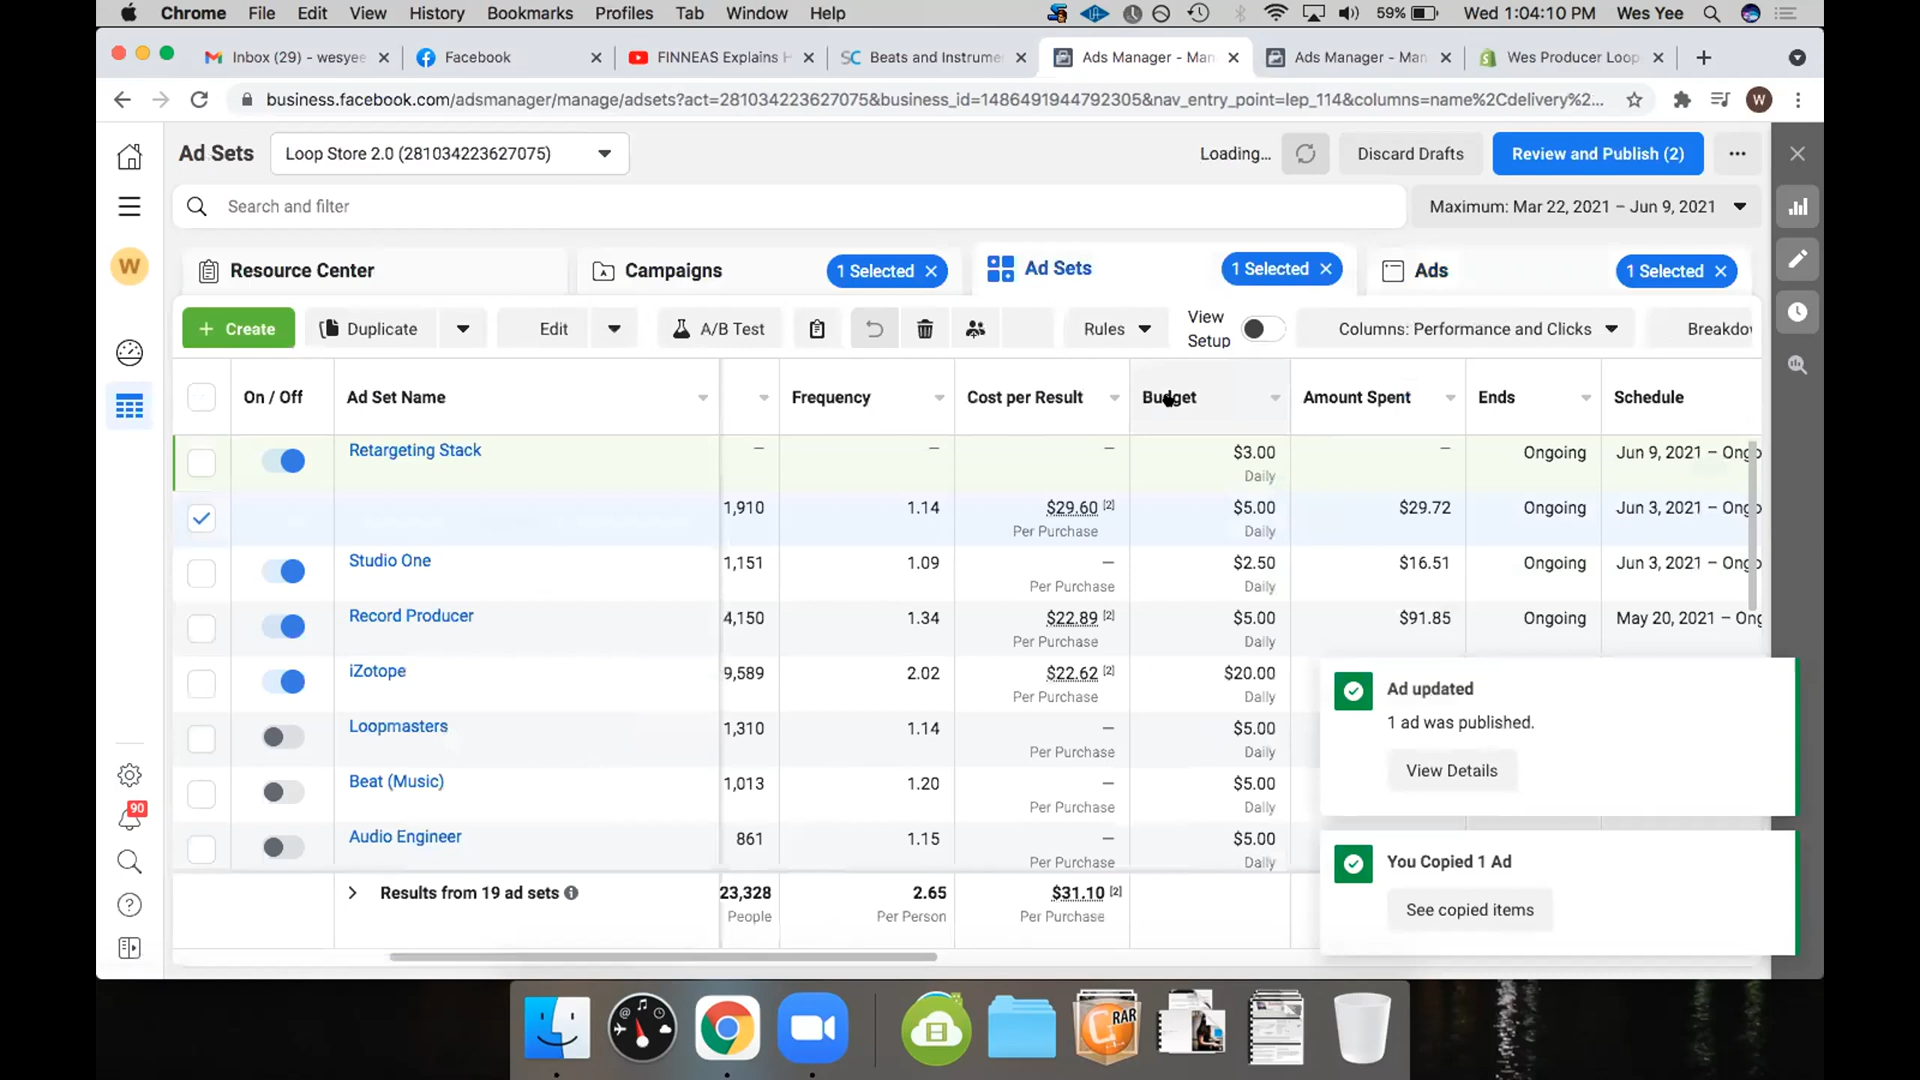 Chrome File Edit View History Bookmarks Profiles Tab Window Help 59% Wed 1:04:10 PM Wes Yee
Inbox (29) - wesyee Facebook FINNEAS Explains H SC Beats and Instrume Ads Manager - Man Ads Manager - Man Wes Producer Loop
business.facebook.com/adsmanager/manage/adsets?act=281034223627075&business_id=1486491944792305&nav_entry_point=lep_114&columns=name%2Cdelivery%2... W
Ad Sets Loop Store 2.0 (281034223627075) Loading... Discard Drafts Review and Publish (2) ...
Search and filter Maximum: Mar 22, 2021 – Jun 9, 2021
W
Resource Center Campaigns 1 Selected × Ad Sets 1 Selected × Ads 1 Selected ×
+ Create Duplicate Edit A/B Test Rules View Setup Columns: Performance and Clicks Breakdo
On / Off Ad Set Name Frequency Cost per Result Budget Amount Spent Ends Schedule
Retargeting Stack — — — $3.00 — Ongoing Jun 9, 2021 – Ongo
Daily
1,910 1.14 $29.60 [2] $5.00 $29.72 Ongoing Jun 3, 2021 – Ongo
Per Purchase Daily
Studio One 1,151 1.09 — $2.50 $16.51 Ongoing Jun 3, 2021 – Ongo
Per Purchase Daily
Record Producer 4,150 1.34 $22.89 [2] $5.00 $91.85 Ongoing May 20, 2021 – Ong
Per Purchase Daily
iZotope 9,589 2.02 $22.62 [2] $20.00
Per Purchase Daily
Loopmasters 1,310 1.14 — $5.00
Per Purchase Daily
Beat (Music) 1,013 1.20 — $5.00
Per Purchase Daily
Audio Engineer 861 1.15 — $5.00
Per Purchase Daily
Results from 19 ad sets 23,328 2.65 $31.10 [2]
People Per Person Per Purchase
Ad updated
1 ad was published.
View Details
You Copied 1 Ad
See copied items
90
RAR